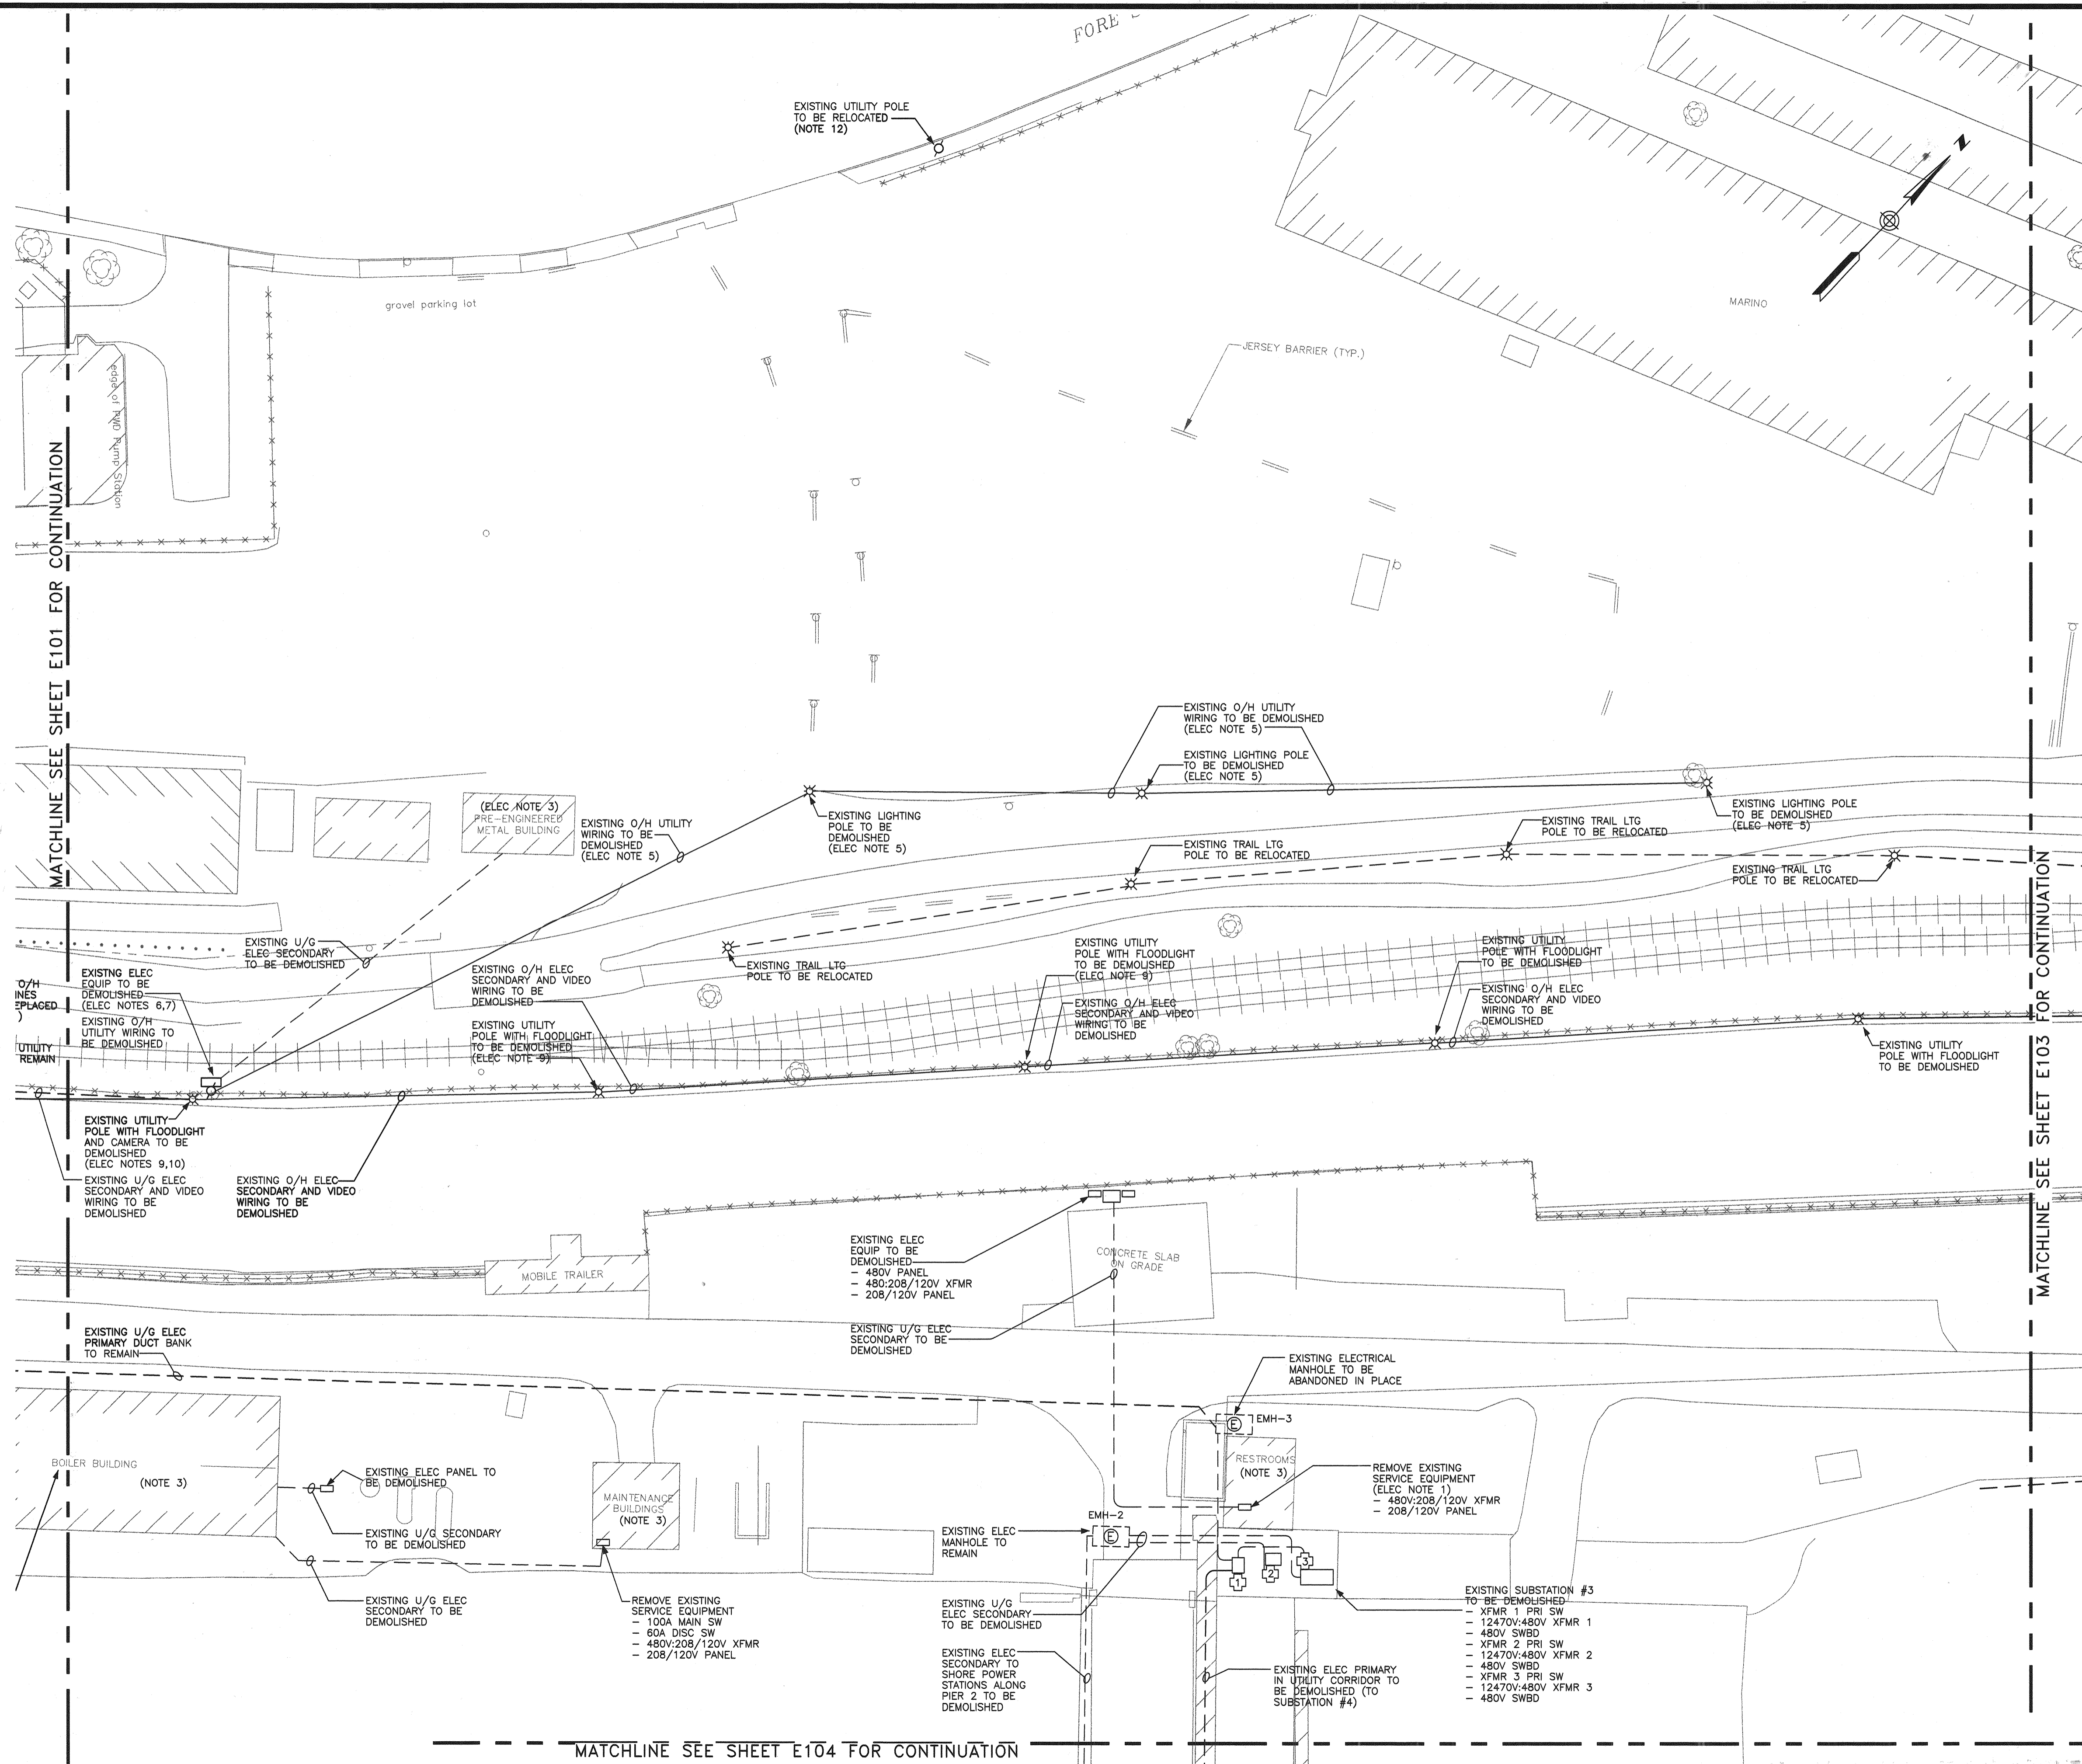 FORE
EXISTING UTILITY POLE
TO BE RELOCATED
(NOTE 12)
N
MARINO
gravel parking lot
JERSEY BARRIER (TYP.)
edge of PWD Pump Station
MATCHLINE SEE SHEET E101 FOR CONTINUATION
EXISTING O/H UTILITY
WIRING TO BE DEMOLISHED
(ELEC NOTE 5)
EXISTING LIGHTING POLE
TO BE DEMOLISHED
(ELEC NOTE 5)
(ELEC NOTE 3)
PRE-ENGINEERED
METAL BUILDING
EXISTING O/H UTILITY
WIRING TO BE
DEMOLISHED
(ELEC NOTE 5)
EXISTING LIGHTING
POLE TO BE
DEMOLISHED
(ELEC NOTE 5)
EXISTING LIGHTING POLE
TO BE DEMOLISHED
(ELEC NOTE 5)
EXISTING TRAIL LTG
POLE TO BE RELOCATED
EXISTING TRAIL LTG
POLE TO BE RELOCATED
EXISTING TRAIL LTG
POLE TO BE RELOCATED
EXISTING TRAIL LTG
POLE TO BE RELOCATED
MATCHLINE SEE SHEET E103 FOR CONTINUATION
EXISTING U/G
ELEC SECONDARY
TO BE DEMOLISHED
O/H
INES
EPLACED
)
UTILITY
REMAIN
EXISTNG ELEC
EQUIP TO BE
DEMOLISHED
(ELEC NOTES 6,7)
EXISTING O/H
UTILITY WIRING TO
BE DEMOLISHED
EXISTING O/H ELEC
SECONDARY AND VIDEO
WIRING TO BE
DEMOLISHED
EXISTING UTILITY
POLE WITH FLOODLIGHT
TO BE DEMOLISHED
(ELEC NOTE 9)
EXISTING UTILITY
POLE WITH FLOODLIGHT
TO BE DEMOLISHED
(ELEC NOTE 9)
EXISTING O/H ELEC
SECONDARY AND VIDEO
WIRING TO BE
DEMOLISHED
EXISTING UTILITY
POLE WITH FLOODLIGHT
TO BE DEMOLISHED
EXISTING O/H ELEC
SECONDARY AND VIDEO
WIRING TO BE
DEMOLISHED
EXISTING UTILITY
POLE WITH FLOODLIGHT
TO BE DEMOLISHED
EXISTING UTILITY
POLE WITH FLOODLIGHT
AND CAMERA TO BE
DEMOLISHED
(ELEC NOTES 9,10)
EXISTING U/G ELEC
SECONDARY AND VIDEO
WIRING TO BE
DEMOLISHED
EXISTING O/H ELEC
SECONDARY AND VIDEO
WIRING TO BE
DEMOLISHED
MOBILE TRAILER
EXISTING ELEC
EQUIP TO BE
DEMOLISHED
- 480V PANEL
- 480:208/120V XFMR
- 208/120V PANEL
CONCRETE SLAB
ON GRADE
EXISTING U/G ELEC
SECONDARY TO BE
DEMOLISHED
EXISTING U/G ELEC
PRIMARY DUCT BANK
TO REMAIN
EXISTING ELECTRICAL
MANHOLE TO BE
ABANDONED IN PLACE
E
EMH-3
RESTROOMS
(NOTE 3)
REMOVE EXISTING
SERVICE EQUIPMENT
(ELEC NOTE 1)
- 480V:208/120V XFMR
- 208/120V PANEL
BOILER BUILDING
(NOTE 3)
EXISTING ELEC PANEL TO
BE DEMOLISHED
EXISTING U/G SECONDARY
TO BE DEMOLISHED
MAINTENANCE
BUILDINGS
(NOTE 3)
EMH-2
E
EXISTING ELEC
MANHOLE TO
REMAIN
1
2
3
EXISTING U/G ELEC
SECONDARY TO BE
DEMOLISHED
REMOVE EXISTING
SERVICE EQUIPMENT
- 100A MAIN SW
- 60A DISC SW
- 480V:208/120V XFMR
- 208/120V PANEL
EXISTING U/G
ELEC SECONDARY
TO BE DEMOLISHED
EXISTING ELEC
SECONDARY TO
SHORE POWER
STATIONS ALONG
PIER 2 TO BE
DEMOLISHED
EXISTING ELEC PRIMARY
IN UTILITY CORRIDOR TO
BE DEMOLISHED (TO
SUBSTATION #4)
EXISTING SUBSTATION #3
TO BE DEMOLISHED
- XFMR 1 PRI SW
- 12470V:480V XFMR 1
- 480V SWBD
- XFMR 2 PRI SW
- 12470V:480V XFMR 2
- 480V SWBD
- XFMR 3 PRI SW
- 12470V:480V XFMR 3
- 480V SWBD
MATCHLINE SEE SHEET E104 FOR CONTINUATION